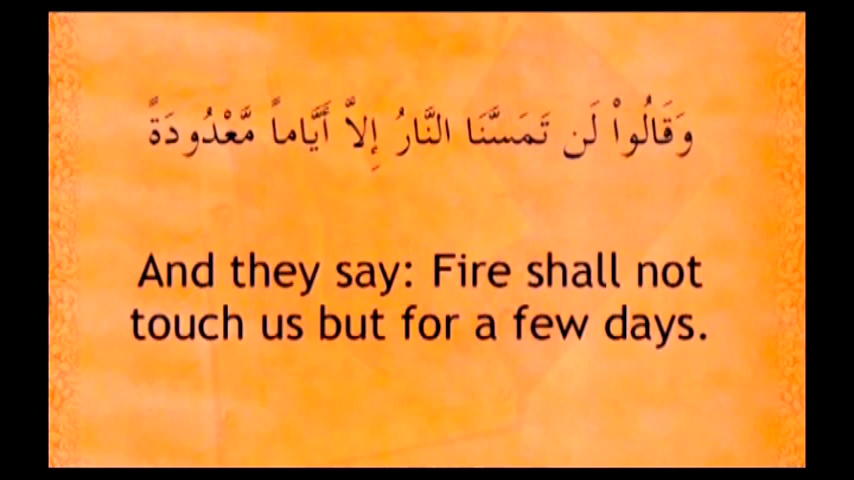 وَقَالُواْ لَن تَمَسَّنَا النَّارُ إِلاَّ أَيَّاماً مَّعْدُودَةً
And they say: Fire shall not
touch us but for a few days.